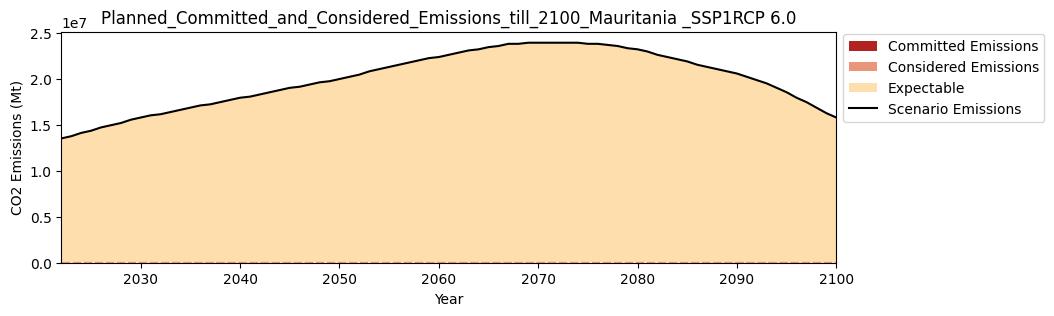 Planned_Committed_and_Considered_Emissions_till_2100_Mauritania _SSP1RCP 6.0
1e7
2.5
2.0
1.5
1.0
0.5
0.0
CO2 Emissions (Mt)
2030 2040 2050 2060 2070 2080 2090 2100
Year
Committed Emissions
Considered Emissions
Expectable
Scenario Emissions